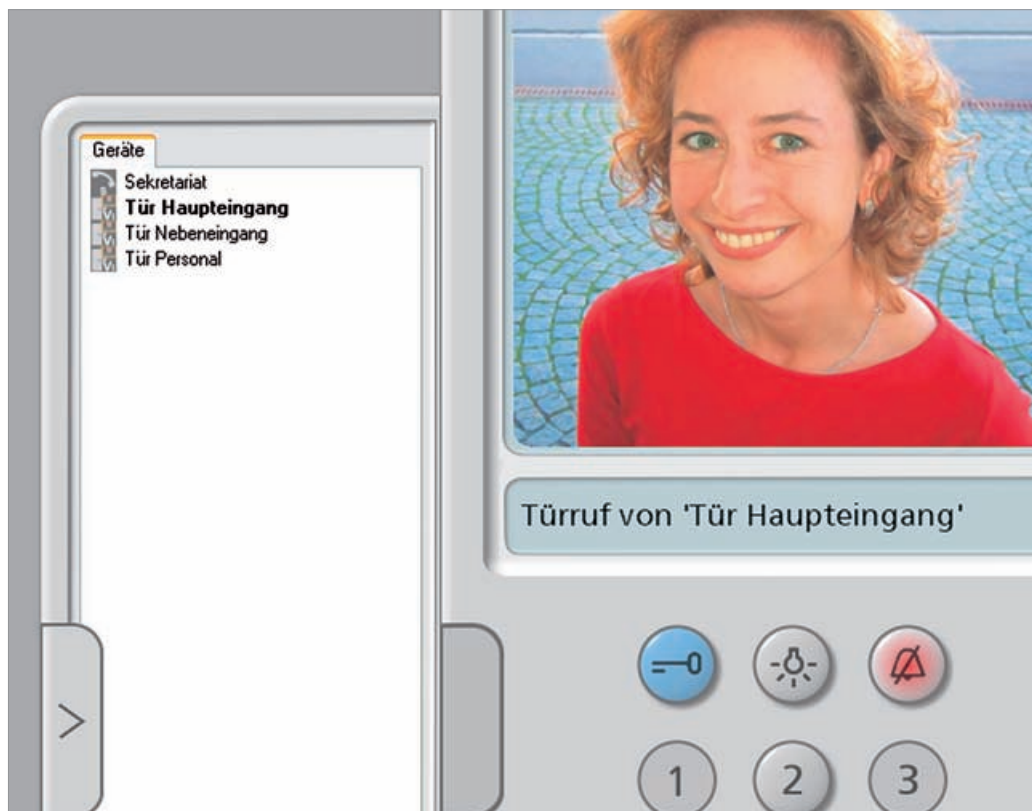 Geräte
Sekretariat
Tür Haupteingang
Tür Nebeneingang
Tür Personal
Türruf von 'Tür Haupteingang'
1 2 3